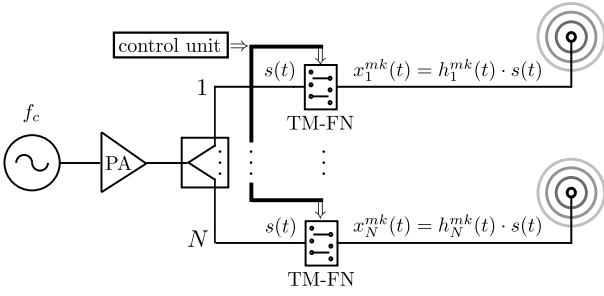 control unit
s(t)
x_1^{mk}(t) = h_1^{mk}(t) · s(t)
1
TM-FN
f_c
PA
s(t)
x_N^{mk}(t) = h_N^{mk}(t) · s(t)
N
TM-FN